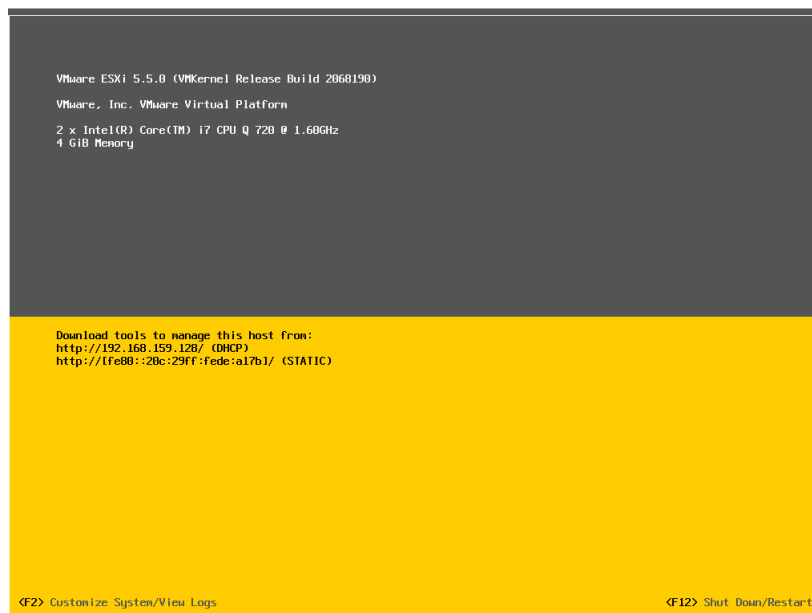 VMware ESXi 5.5.0 (VMKernel Release Build 2068190)
VMware, Inc. VMware Virtual Platform
2 x Intel(R) Core(TM) i7 CPU Q 720 @ 1.60GHz
4 GiB Memory
Download tools to manage this host from:
http://192.168.159.128/ (DHCP)
http://[fe80::20c:29ff:fede:a17b]/ (STATIC)
<F2> Customize System/View Logs
<F12> Shut Down/Restart